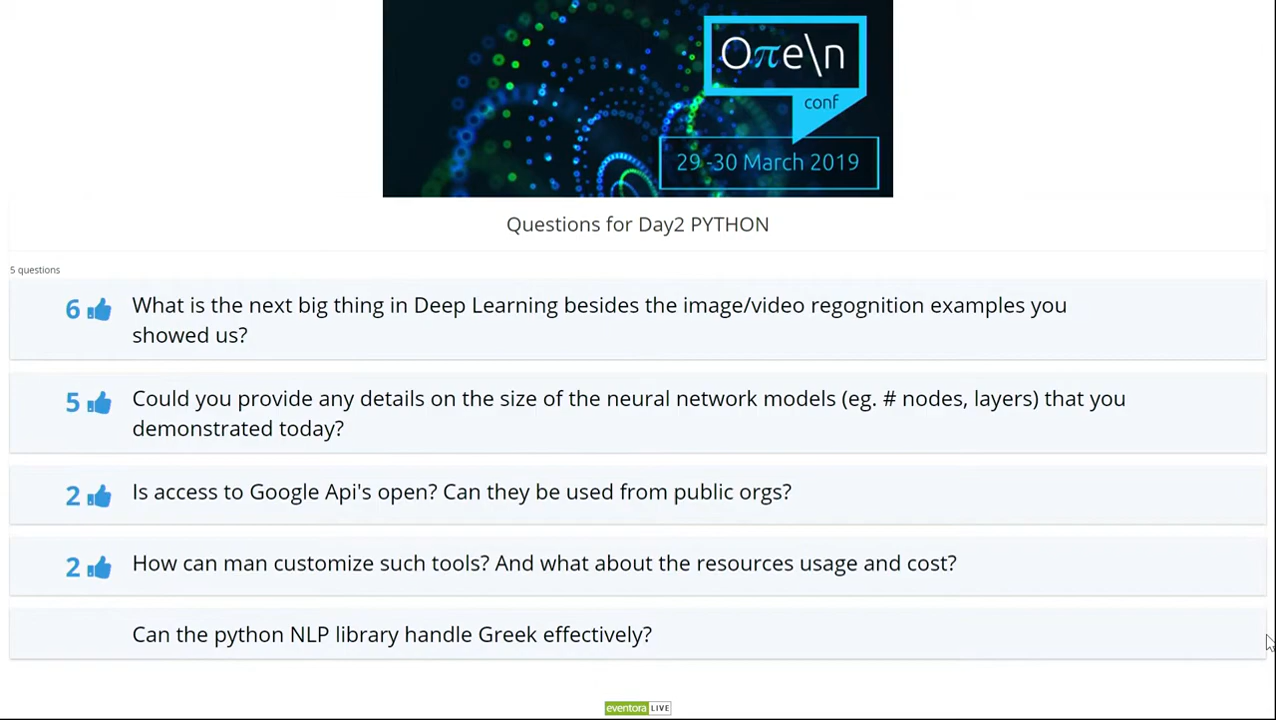 Oπe\n
conf
29 -30 March 2019
Questions for Day2 PYTHON
5 questions
6 What is the next big thing in Deep Learning besides the image/video regognition examples you
showed us?
5 Could you provide any details on the size of the neural network models (eg. # nodes, layers) that you
demonstrated today?
2 Is access to Google Api's open? Can they be used from public orgs?
2 How can man customize such tools? And what about the resources usage and cost?
Can the python NLP library handle Greek effectively?
eventora LIVE